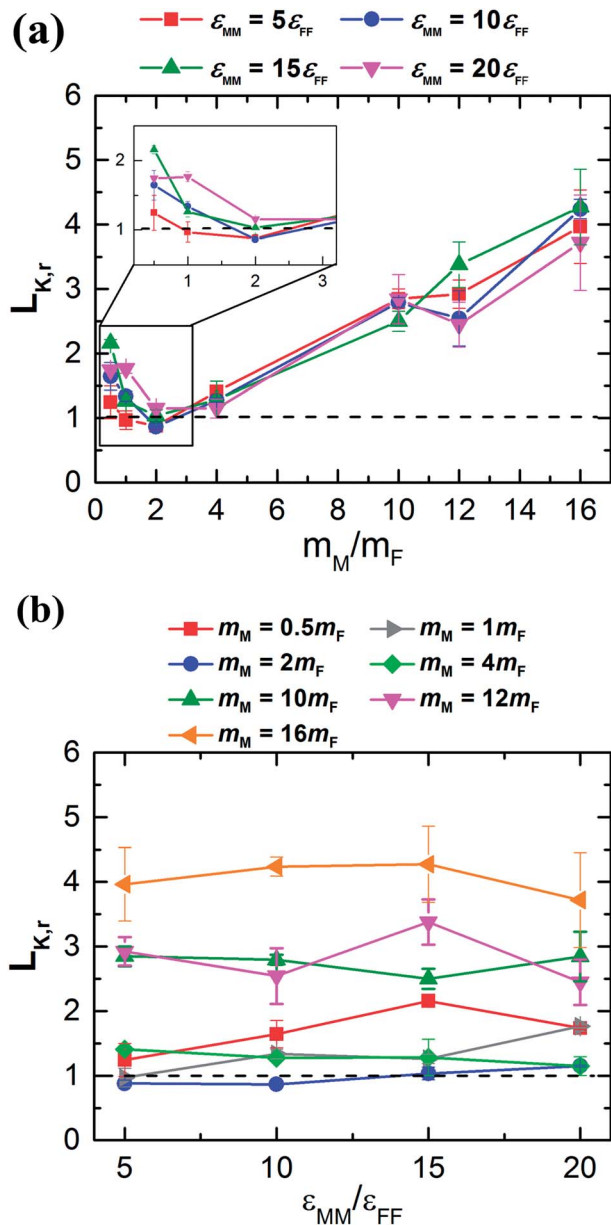 (a)
ε_MM = 5ε_FF ε_MM = 10ε_FF
ε_MM = 15ε_FF ε_MM = 20ε_FF
6
5
4
3
2
1
0
L_K,r
2
1
1 2 3
0 2 4 6 8 10 12 14 16
m_M/m_F
(b)
m_M = 0.5m_F m_M = 1m_F
m_M = 2m_F m_M = 4m_F
m_M = 10m_F m_M = 12m_F
m_M = 16m_F
6
5
4
3
2
1
0
L_K,r
5 10 15 20
ε_MM/ε_FF